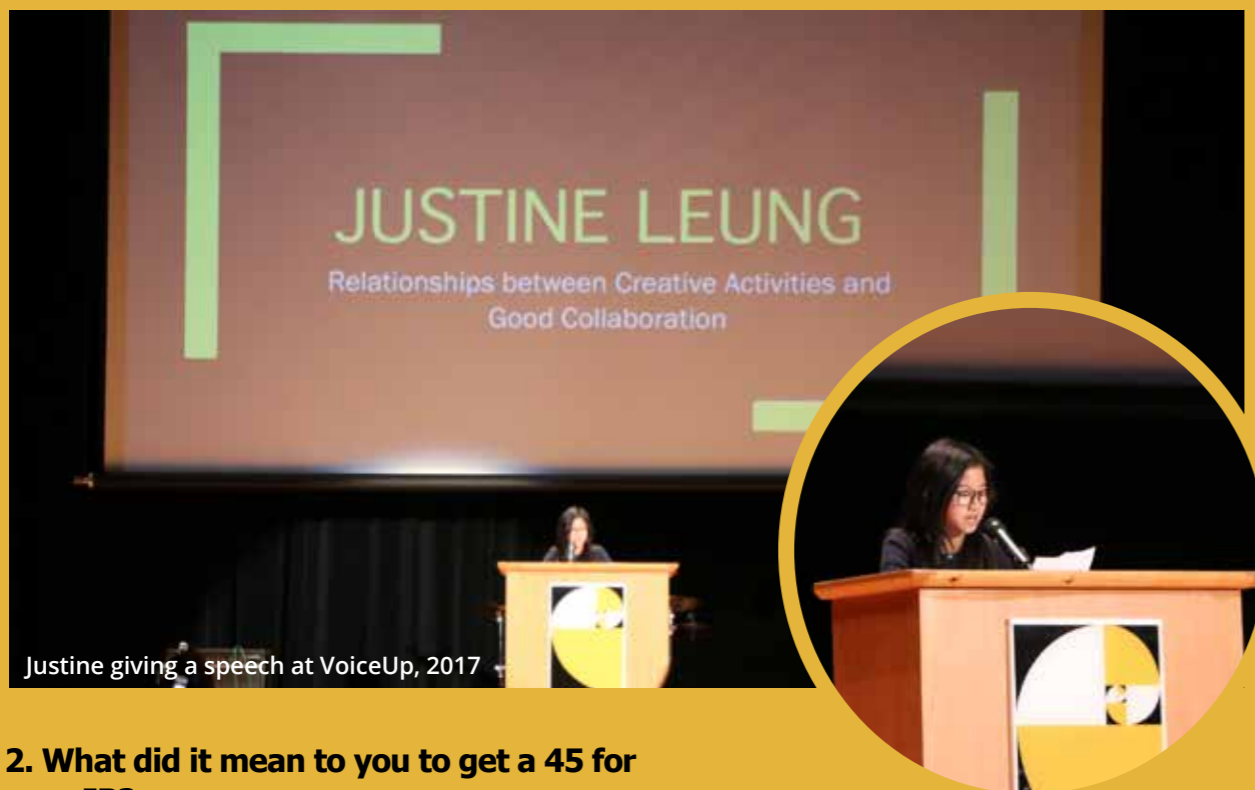 JUSTINE LEUNG
Relationships between Creative Activities and
Good Collaboration
Justine giving a speech at VoiceUp, 2017
2. What did it mean to you to get a 45 for